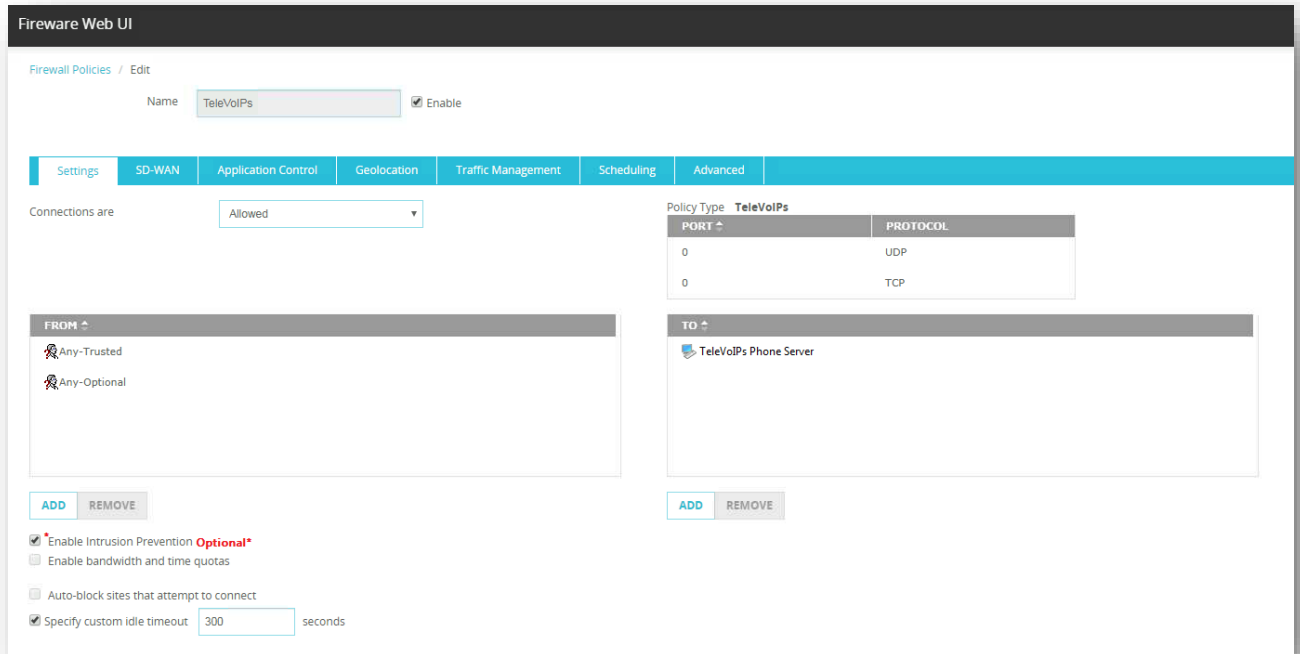 Fireware Web UI
Firewall Policies / Edit
Name TeleVoIPs Enable
Settings SD-WAN Application Control Geolocation Traffic Management Scheduling Advanced
Connections are Allowed
Policy Type TeleVoIPs
PORT PROTOCOL
0 UDP
0 TCP
FROM
Any-Trusted
Any-Optional
TO
TeleVoIPs Phone Server
ADD REMOVE
ADD REMOVE
*Enable Intrusion Prevention Optional*
Enable bandwidth and time quotas
Auto-block sites that attempt to connect
Specify custom idle timeout 300 seconds